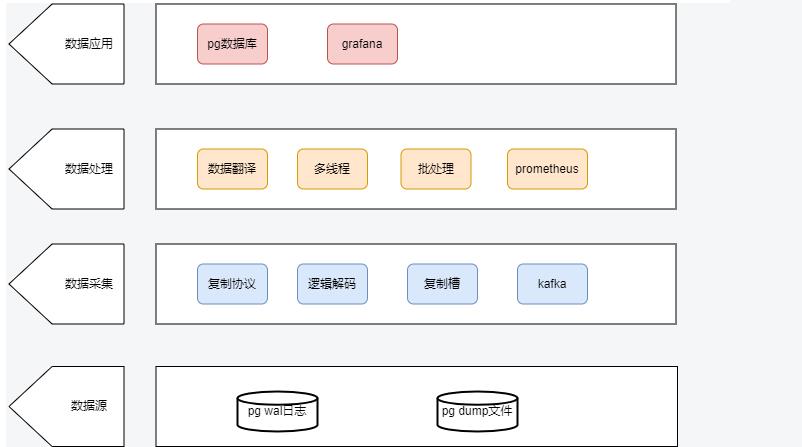 数据应用
pg数据库
grafana
数据处理
数据翻译
多线程
批处理
prometheus
数据采集
复制协议
逻辑解码
复制槽
kafka
数据源
pg wal日志
pg dump文件